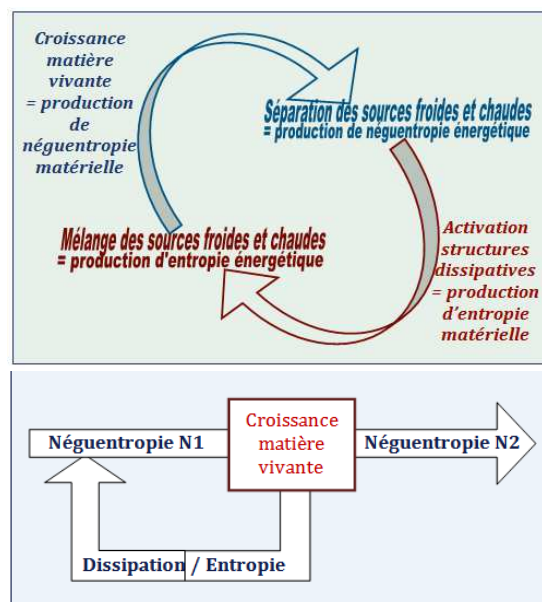 Croissance
matière
vivante
= production
de
néguentropie
matérielle
Séparation des sources froides et chaudes
= production de néguentropie énergétique
Mélange des sources froides et chaudes
= production d'entropie énergétique
Activation
structures
dissipatives
= production
d’entropie
matérielle
Néguentropie N1
Croissance
matière
vivante
Néguentropie N2
Dissipation / Entropie